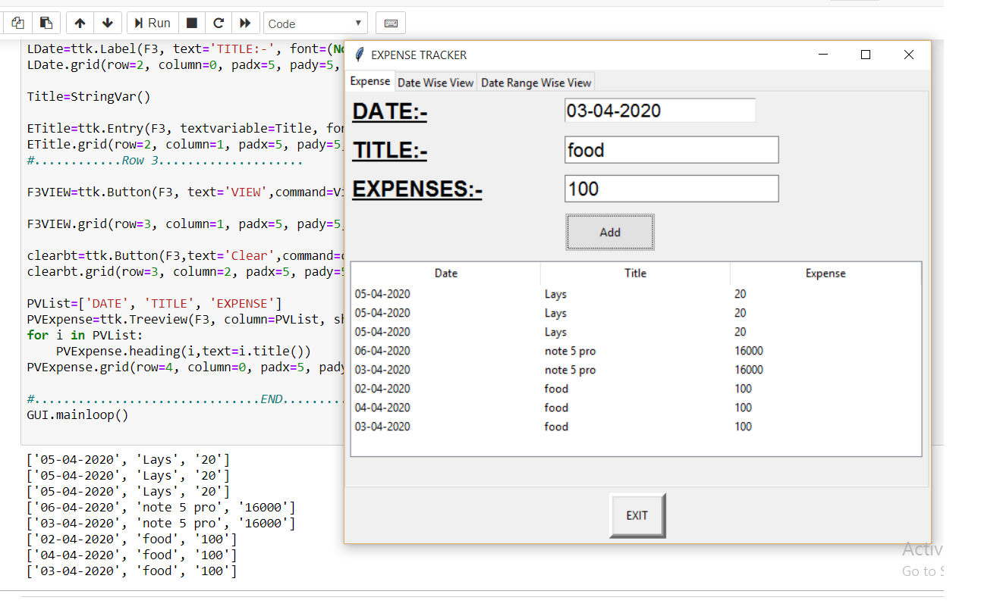 Run
Code
LDate=ttk.Label(F3, text='TITLE:-', font=(No
LDate.grid(row=2, column=0, padx=5, pady=5,
Title=StringVar()
ETitle=ttk.Entry(F3, textvariable=Title, fon
ETitle.grid(row=2, column=1, padx=5, pady=5,
#............Row 3....................
F3VIEW=ttk.Button(F3, text='VIEW',command=Vi
F3VIEW.grid(row=3, column=1, padx=5, pady=5,
clearbt=ttk.Button(F3,text='Clear',command=c
clearbt.grid(row=3, column=2, padx=5, pady=5
PVList=['DATE', 'TITLE', 'EXPENSE']
PVExpense=ttk.Treeview(F3, column=PVList, sh
for i in PVList:
    PVExpense.heading(i,text=i.title())
PVExpense.grid(row=4, column=0, padx=5, pady
#...............................END.........
GUI.mainloop()
['05-04-2020', 'Lays', '20']
['05-04-2020', 'Lays', '20']
['05-04-2020', 'Lays', '20']
['06-04-2020', 'note 5 pro', '16000']
['03-04-2020', 'note 5 pro', '16000']
['02-04-2020', 'food', '100']
['04-04-2020', 'food', '100']
['03-04-2020', 'food', '100']
EXPENSE TRACKER
Expense Date Wise View Date Range Wise View
DATE:- 03-04-2020
TITLE:- food
EXPENSES:- 100
Add
Date Title Expense
05-04-2020 Lays 20
05-04-2020 Lays 20
05-04-2020 Lays 20
06-04-2020 note 5 pro 16000
03-04-2020 note 5 pro 16000
02-04-2020 food 100
04-04-2020 food 100
03-04-2020 food 100
EXIT
Activ
Go to S